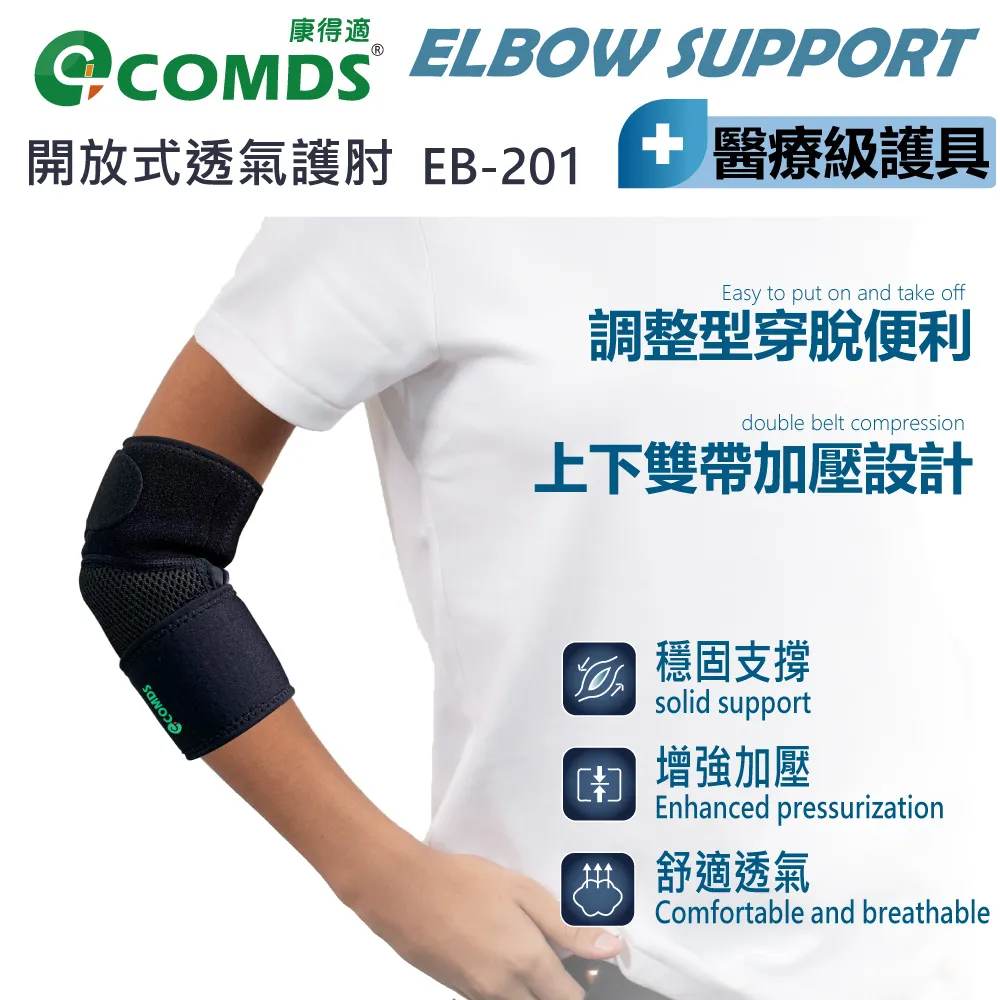 康得適
COMDS®
ELBOW SUPPORT
開放式透氣護肘 EB-201
醫療級護具
Easy to put on and take off
調整型穿脫便利
double belt compression
上下雙帶加壓設計
COMDS
穩固支撐
solid support
增強加壓
Enhanced pressurization
舒適透氣
Comfortable and breathable